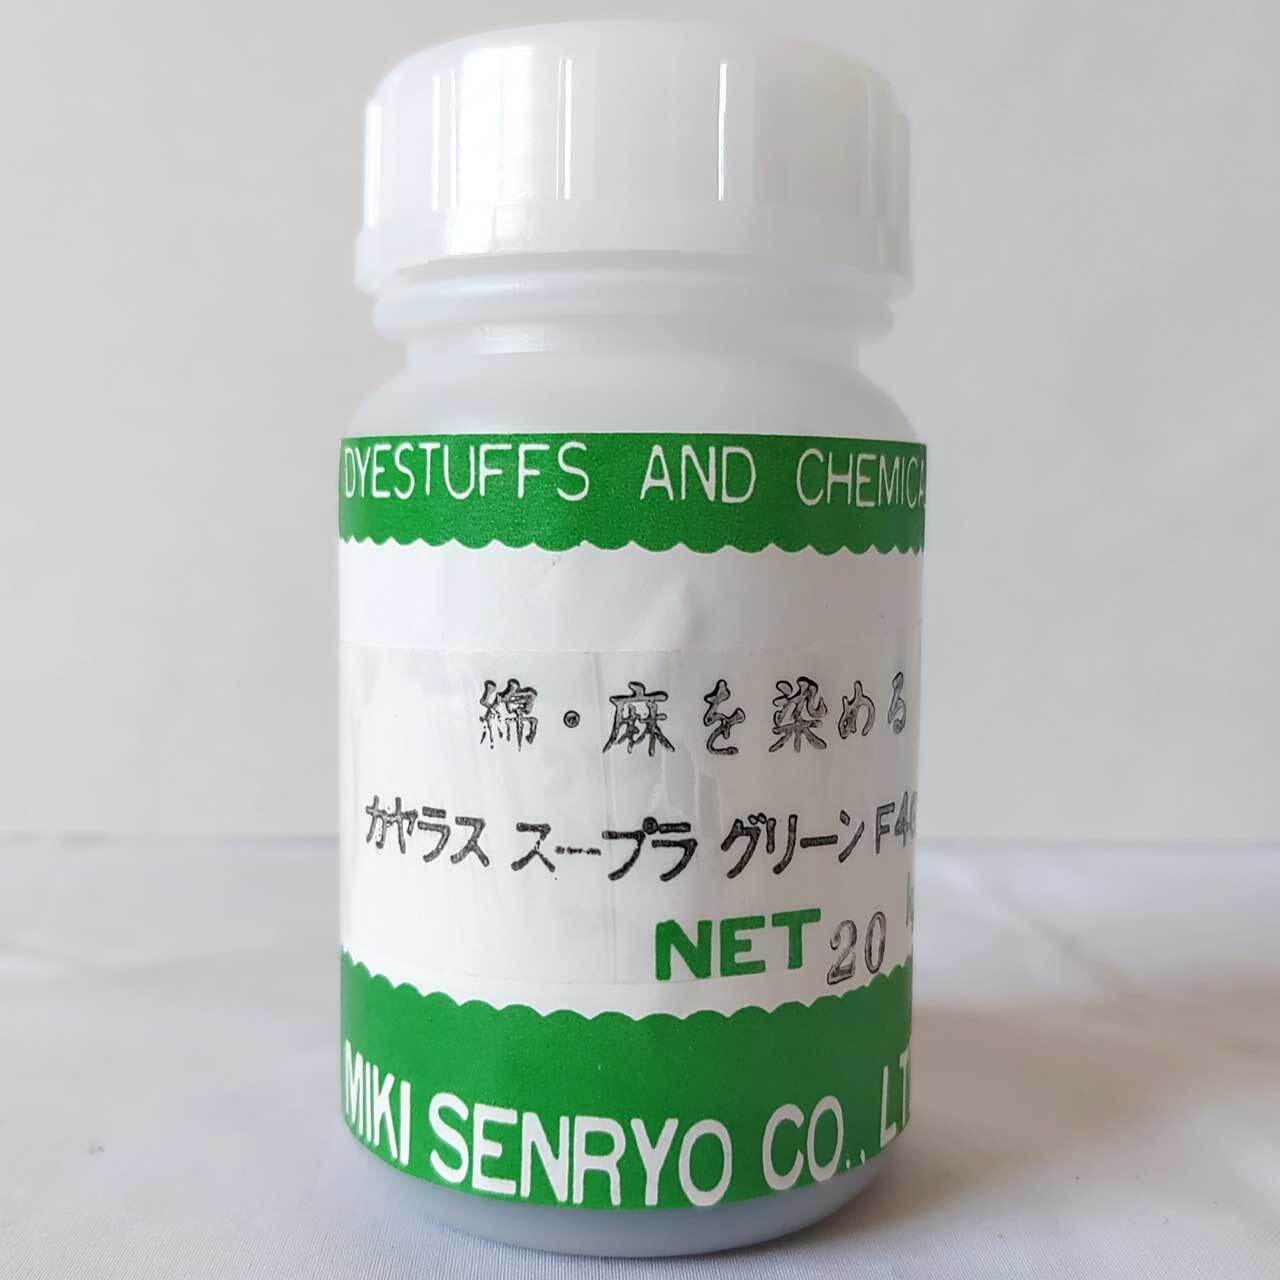 DYESTUFFS AND CHEMICA
綿・麻を染める
カヤラス スープラ グリーン F4
NET 20
MIKI SENRYO CO., LT